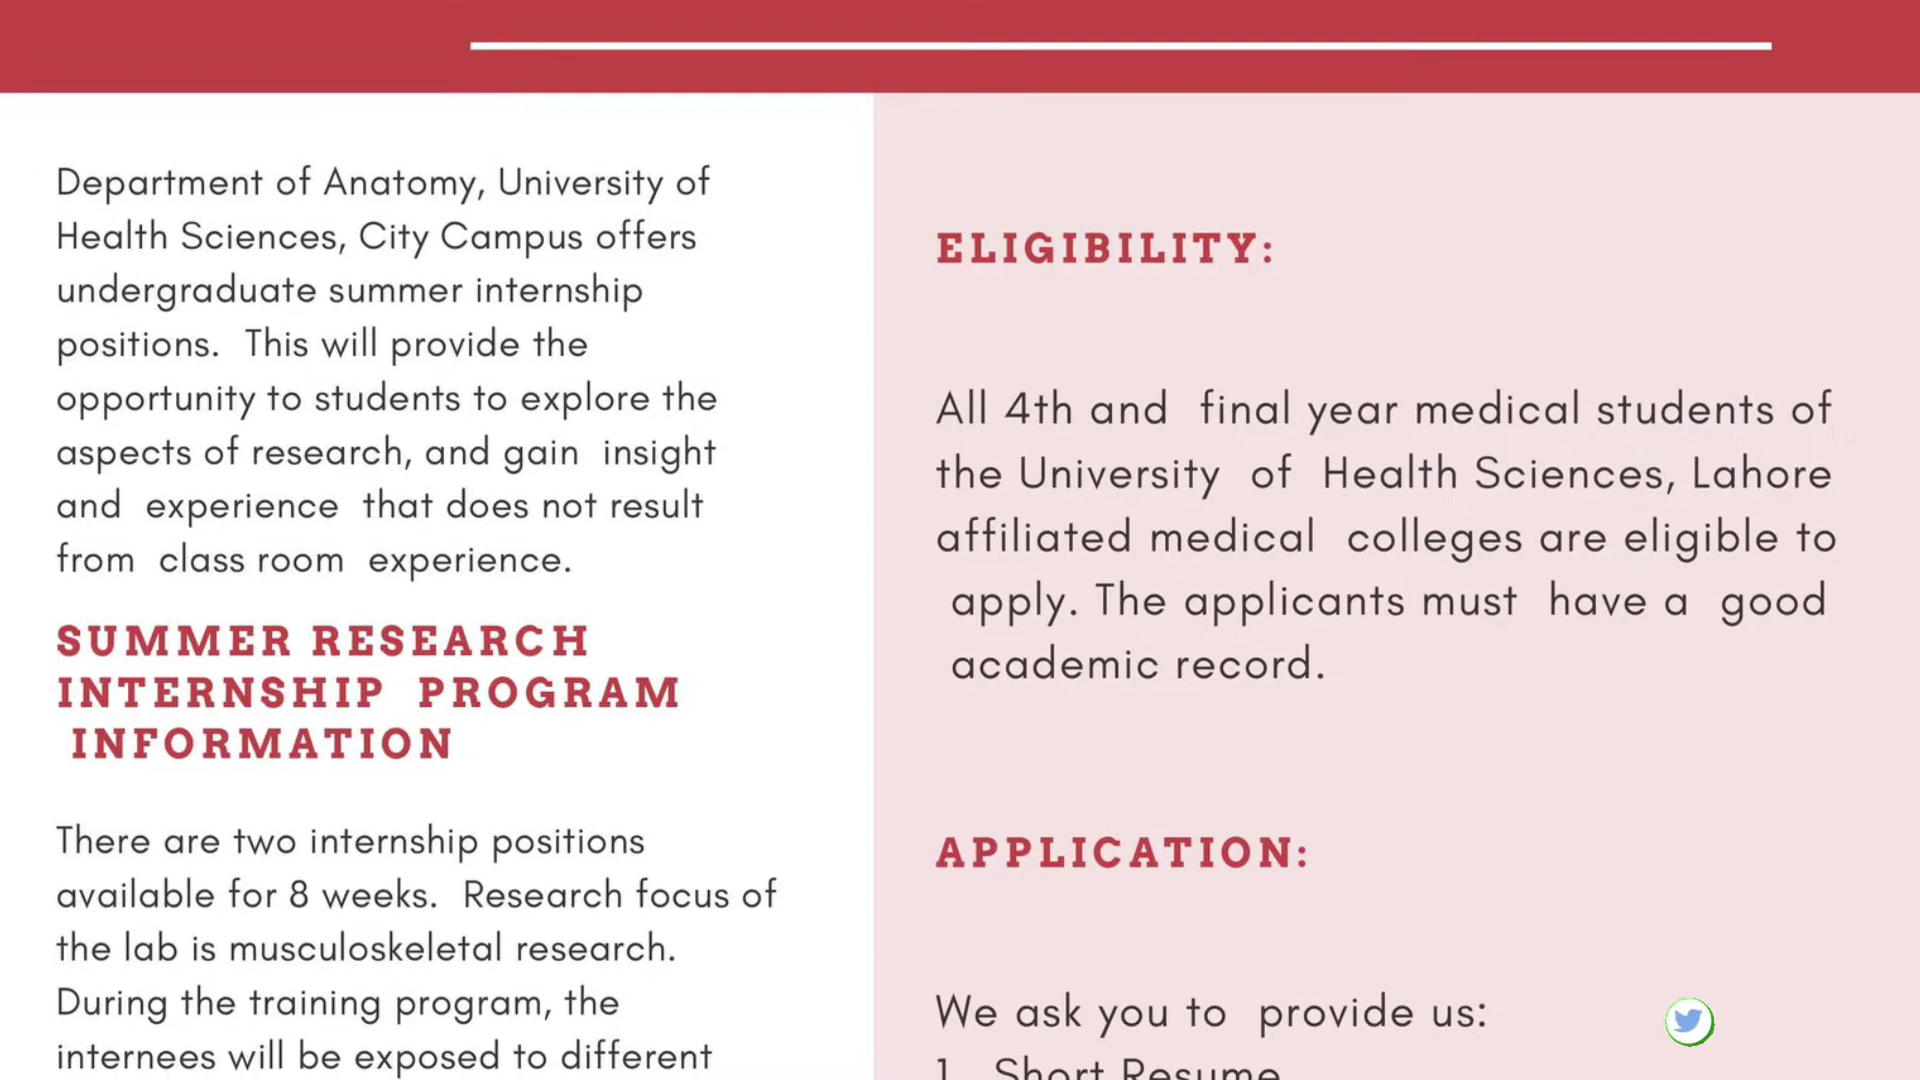 Department of Anatomy, University of
Health Sciences, City Campus offers
undergraduate summer internship
positions. This will provide the
opportunity to students to explore the
aspects of research, and gain insight
and experience that does not result
from class room experience.
SUMMER RESEARCH
INTERNSHIP PROGRAM
INFORMATION
There are two internship positions
available for 8 weeks. Research focus of
the lab is musculoskeletal research.
During the training program, the
internees will be exposed to different
ELIGIBILITY:
All 4th and final year medical students of
the University of Health Sciences, Lahore
affiliated medical colleges are eligible to
apply. The applicants must have a good
academic record.
APPLICATION:
We ask you to provide us:
1. Short Resume